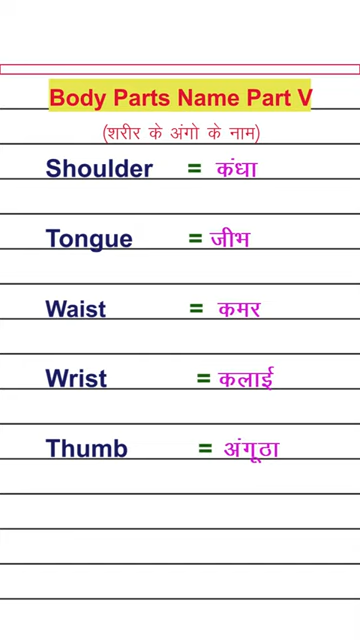 Body Parts Name Part V
(शरीर के अंगो के नाम)
Shoulder = कंधा
Tongue = जीभ
Waist = कमर
Wrist = कलाई
Thumb = अंगूठा